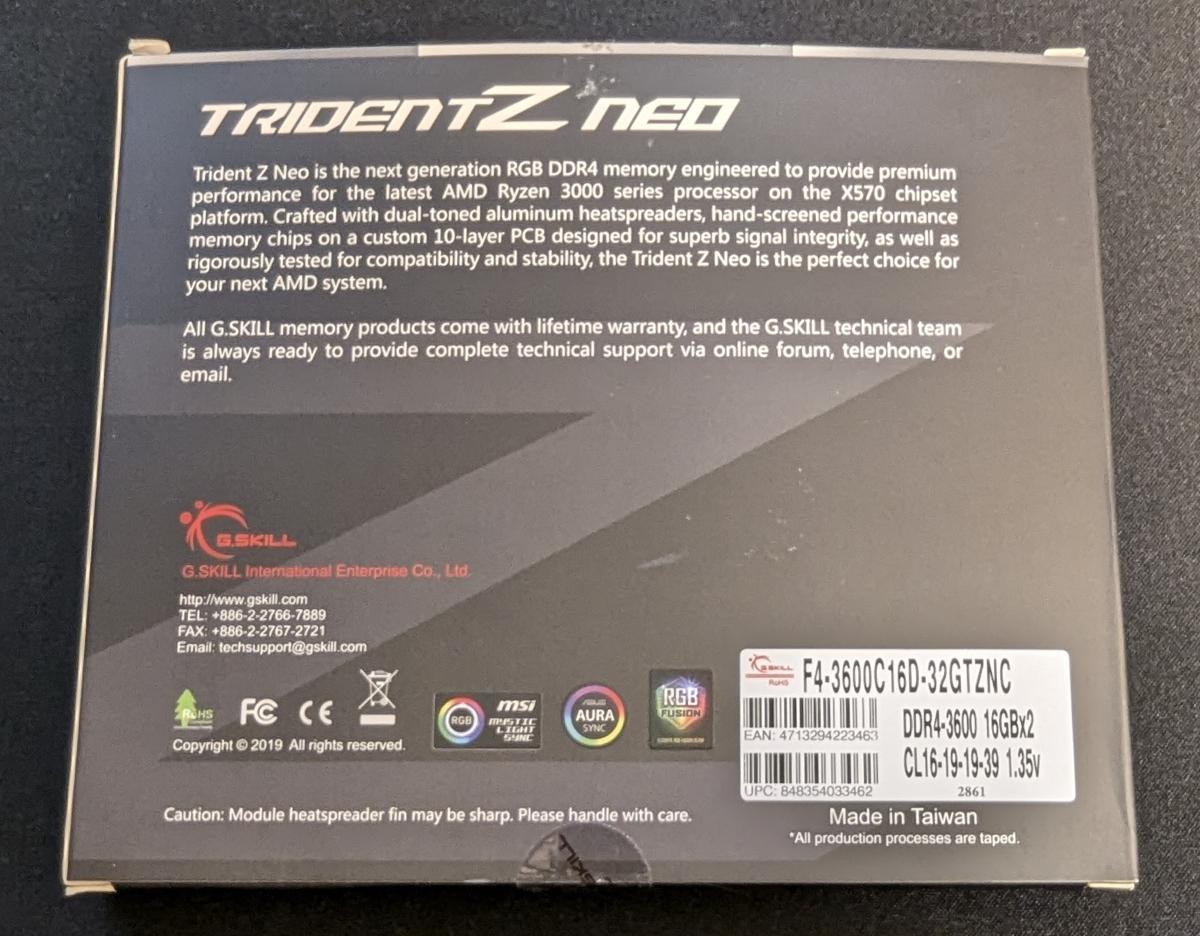 TRIDENTZ NEO
Trident Z Neo is the next generation RGB DDR4 memory engineered to provide premium
performance for the latest AMD Ryzen 3000 series processor on the X570 chipset
platform. Crafted with dual-toned aluminum heatspreaders, hand-screened performance
memory chips on a custom 10-layer PCB designed for superb signal integrity, as well as
rigorously tested for compatibility and stability, the Trident Z Neo is the perfect choice for
your next AMD system.
All G.SKILL memory products come with lifetime warranty, and the G.SKILL technical team
is always ready to provide complete technical support via online forum, telephone, or
email.
G.SKILL
G.SKILL International Enterprise Co., Ltd.
http://www.gskill.com
TEL: +886-2-2766-7889
FAX: +886-2-2767-2721
Email: techsupport@gskill.com
RoHS
FC CE
RGB
msi
MYSTIC
LIGHT
SYNC
ASUS
AURA
SYNC
RGB
FUSION
Copyright © 2019 All rights reserved.
G.SKILL
RoHS
F4-3600C16D-32GTZNC
EAN: 4713294223463
DDR4-3600 16GBx2
CL16-19-19-39 1.35v
UPC: 848354033462
2861
Caution: Module heatspreader fin may be sharp. Please handle with care.
Made in Taiwan
*All production processes are taped.